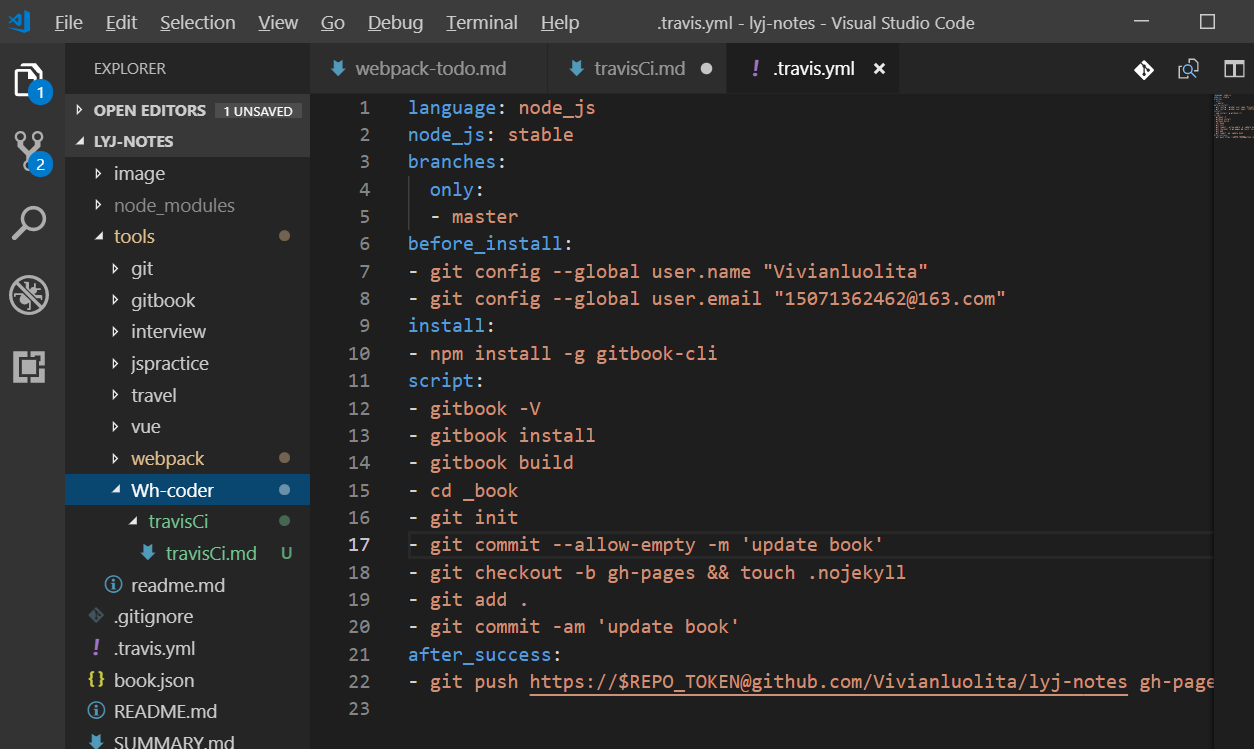 File Edit Selection View Go Debug Terminal Help .travis.yml - lyj-notes - Visual Studio Code
EXPLORER
webpack-todo.md travisCi.md .travis.yml
1
2
OPEN EDITORS 1 UNSAVED
LYJ-NOTES
image
node_modules
tools
git
gitbook
interview
jspractice
travel
vue
webpack
Wh-coder
travisCi
travisCi.md U
readme.md
.gitignore
.travis.yml
book.json
README.md
SUMMARY.md
1 language: node_js
2 node_js: stable
3 branches:
4 only:
5 - master
6 before_install:
7 - git config --global user.name "Vivianluolita"
8 - git config --global user.email "15071362462@163.com"
9 install:
10 - npm install -g gitbook-cli
11 script:
12 - gitbook -V
13 - gitbook install
14 - gitbook build
15 - cd _book
16 - git init
17 - git commit --allow-empty -m 'update book'
18 - git checkout -b gh-pages && touch .nojekyll
19 - git add .
20 - git commit -am 'update book'
21 after_success:
22 - git push https://$REPO_TOKEN@github.com/Vivianluolita/lyj-notes gh-page
23